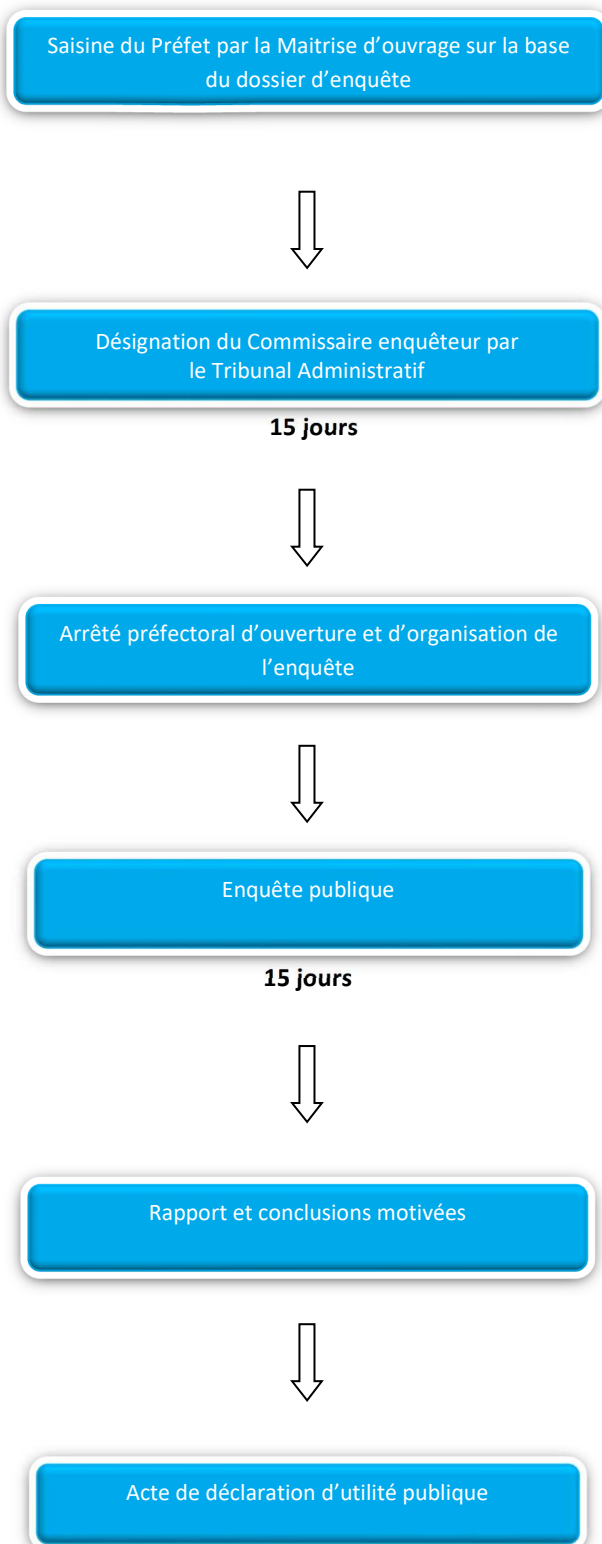 Saisine du Préfet par la Maitrise d’ouvrage sur la base
du dossier d’enquête
Désignation du Commissaire enquêteur par
le Tribunal Administratif
15 jours
Arrêté préfectoral d’ouverture et d’organisation de
l’enquête
Enquête publique
15 jours
Rapport et conclusions motivées
Acte de déclaration d’utilité publique